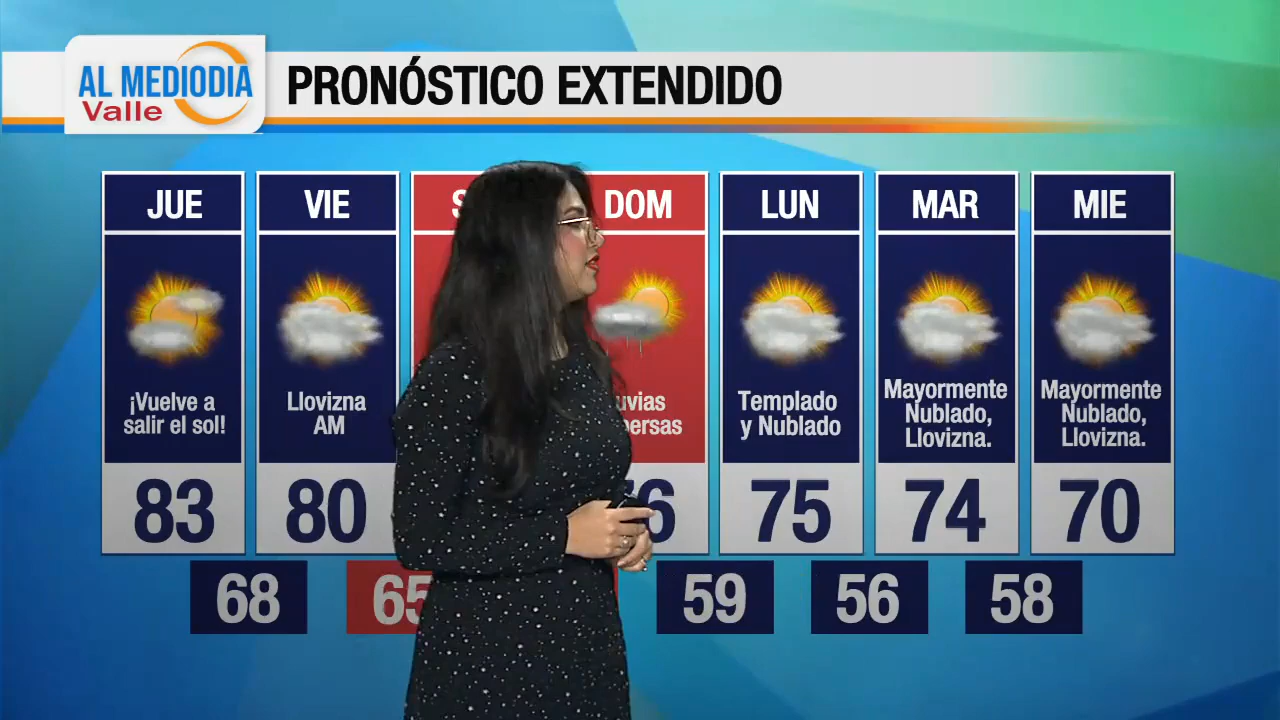 AL MEDIODIA
Valle
PRONÓSTICO EXTENDIDO
JUE
VIE
DOM
LUN
MAR
MIE
¡Vuelve a
salir el sol!
Llovizna
AM
Templado
y Nublado
Mayormente
Nublado,
Llovizna.
Mayormente
Nublado,
Llovizna.
83
80
75
74
70
68
65
59
56
58